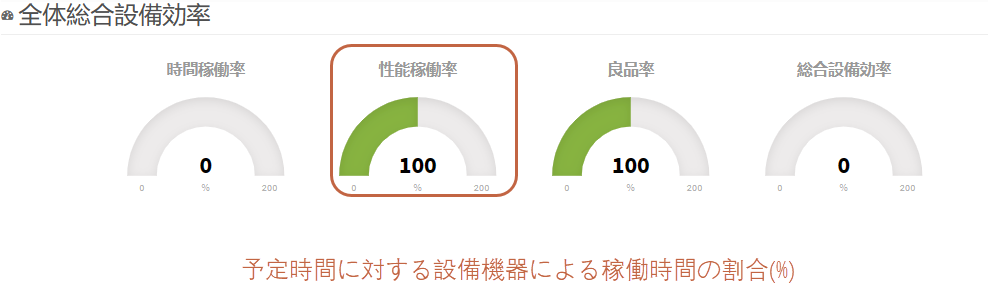 全体総合設備効率
時間稼働率 性能稼働率 良品率 総合設備効率
0 100 100 0
0 % 200 0 % 200 0 % 200 0 % 200
予定時間に対する設備機器による稼働時間の割合(%)